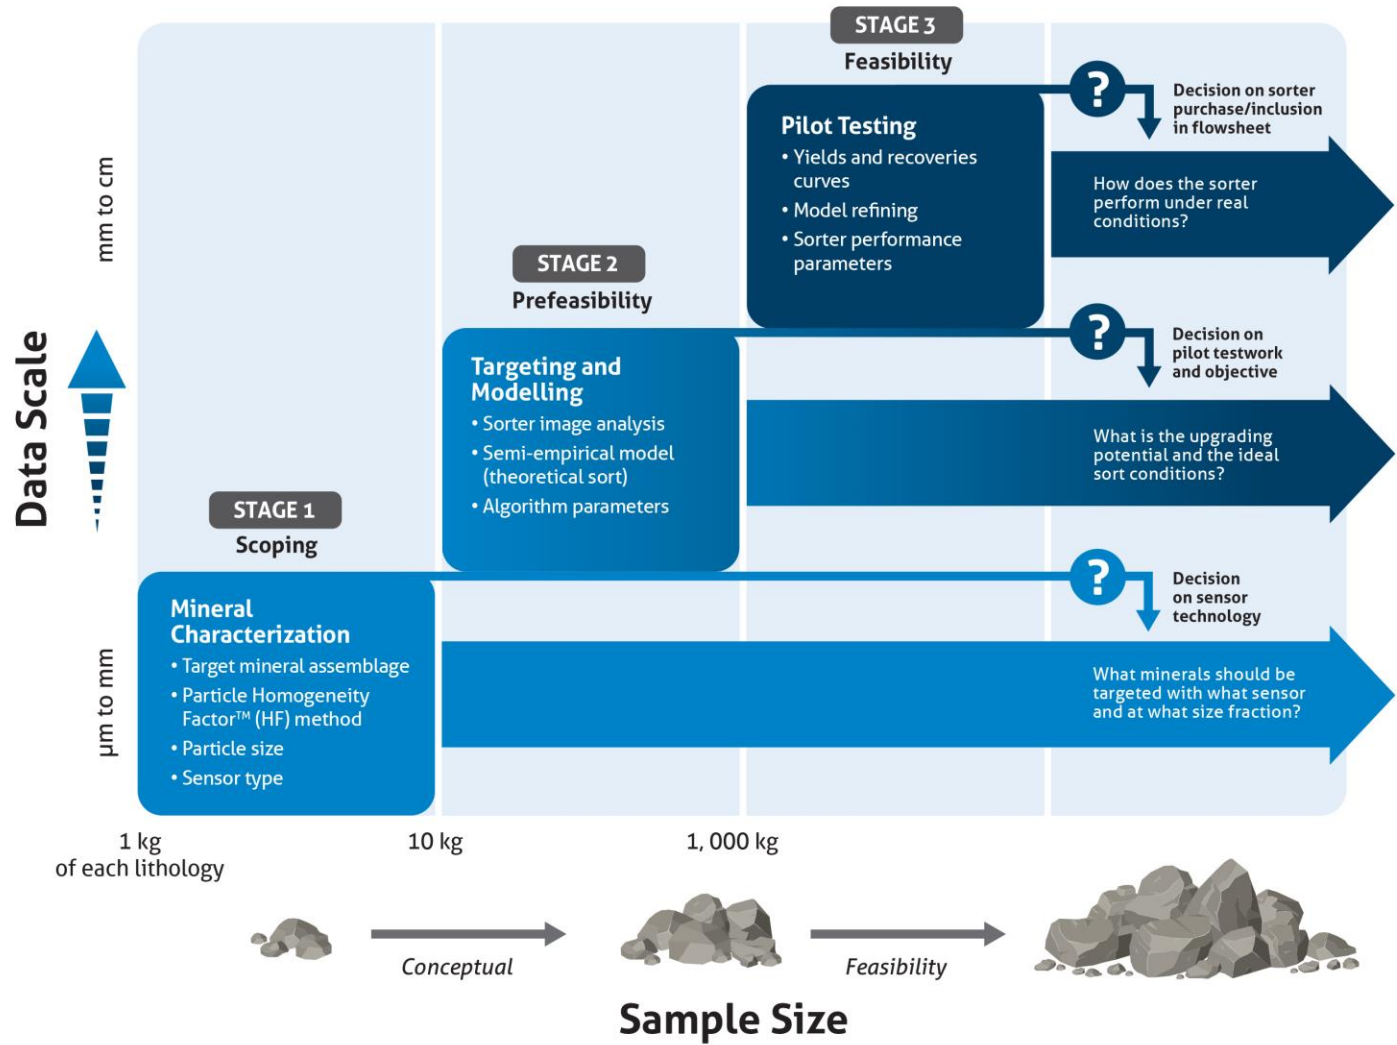 STAGE 3
Feasibility
Pilot Testing
• Yields and recoveries
curves
• Model refining
• Sorter performance
parameters
?
Decision on sorter
purchase/inclusion
in flowsheet
How does the sorter
perform under real
conditions?
STAGE 2
Prefeasibility
Targeting and
Modelling
• Sorter image analysis
• Semi-empirical model
(theoretical sort)
• Algorithm parameters
?
Decision on
pilot testwork
and objective
What is the upgrading
potential and the ideal
sort conditions?
STAGE 1
Scoping
Mineral
Characterization
• Target mineral assemblage
• Particle Homogeneity
Factor™ (HF) method
• Particle size
• Sensor type
?
Decision
on sensor
technology
What minerals should be
targeted with what sensor
and at what size fraction?
Data Scale
mm to cm
µm to mm
1 kg
of each lithology
10 kg
1, 000 kg
Conceptual
Feasibility
Sample Size